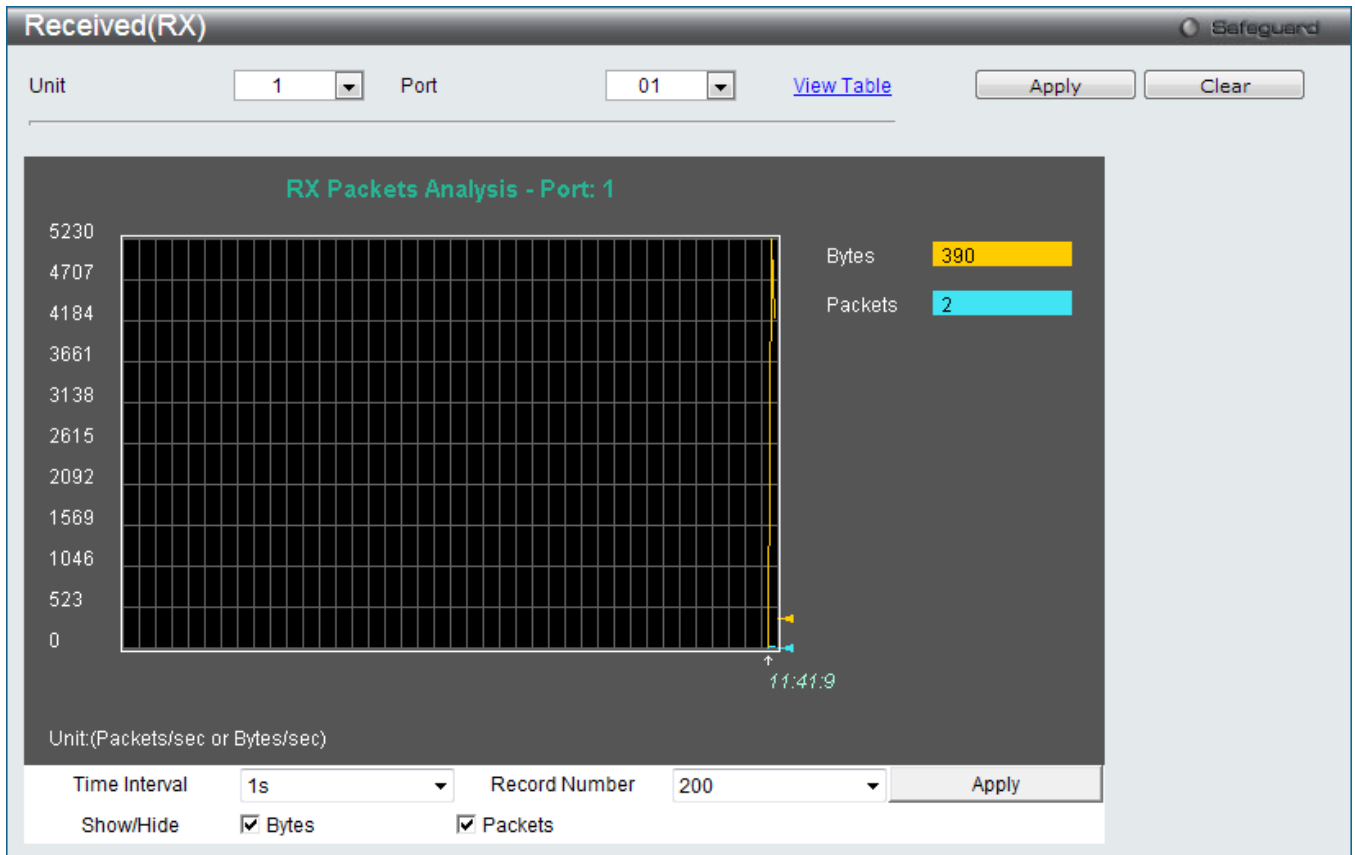 Received(RX)
Safeguard
Unit 1 Port 01 View Table Apply Clear
RX Packets Analysis - Port: 1
5230
4707
4184
3661
3138
2615
2092
1569
1046
523
0
Bytes 390
Packets 2
11:41:9
Unit:(Packets/sec or Bytes/sec)
Time Interval 1s Record Number 200 Apply
Show/Hide Bytes Packets